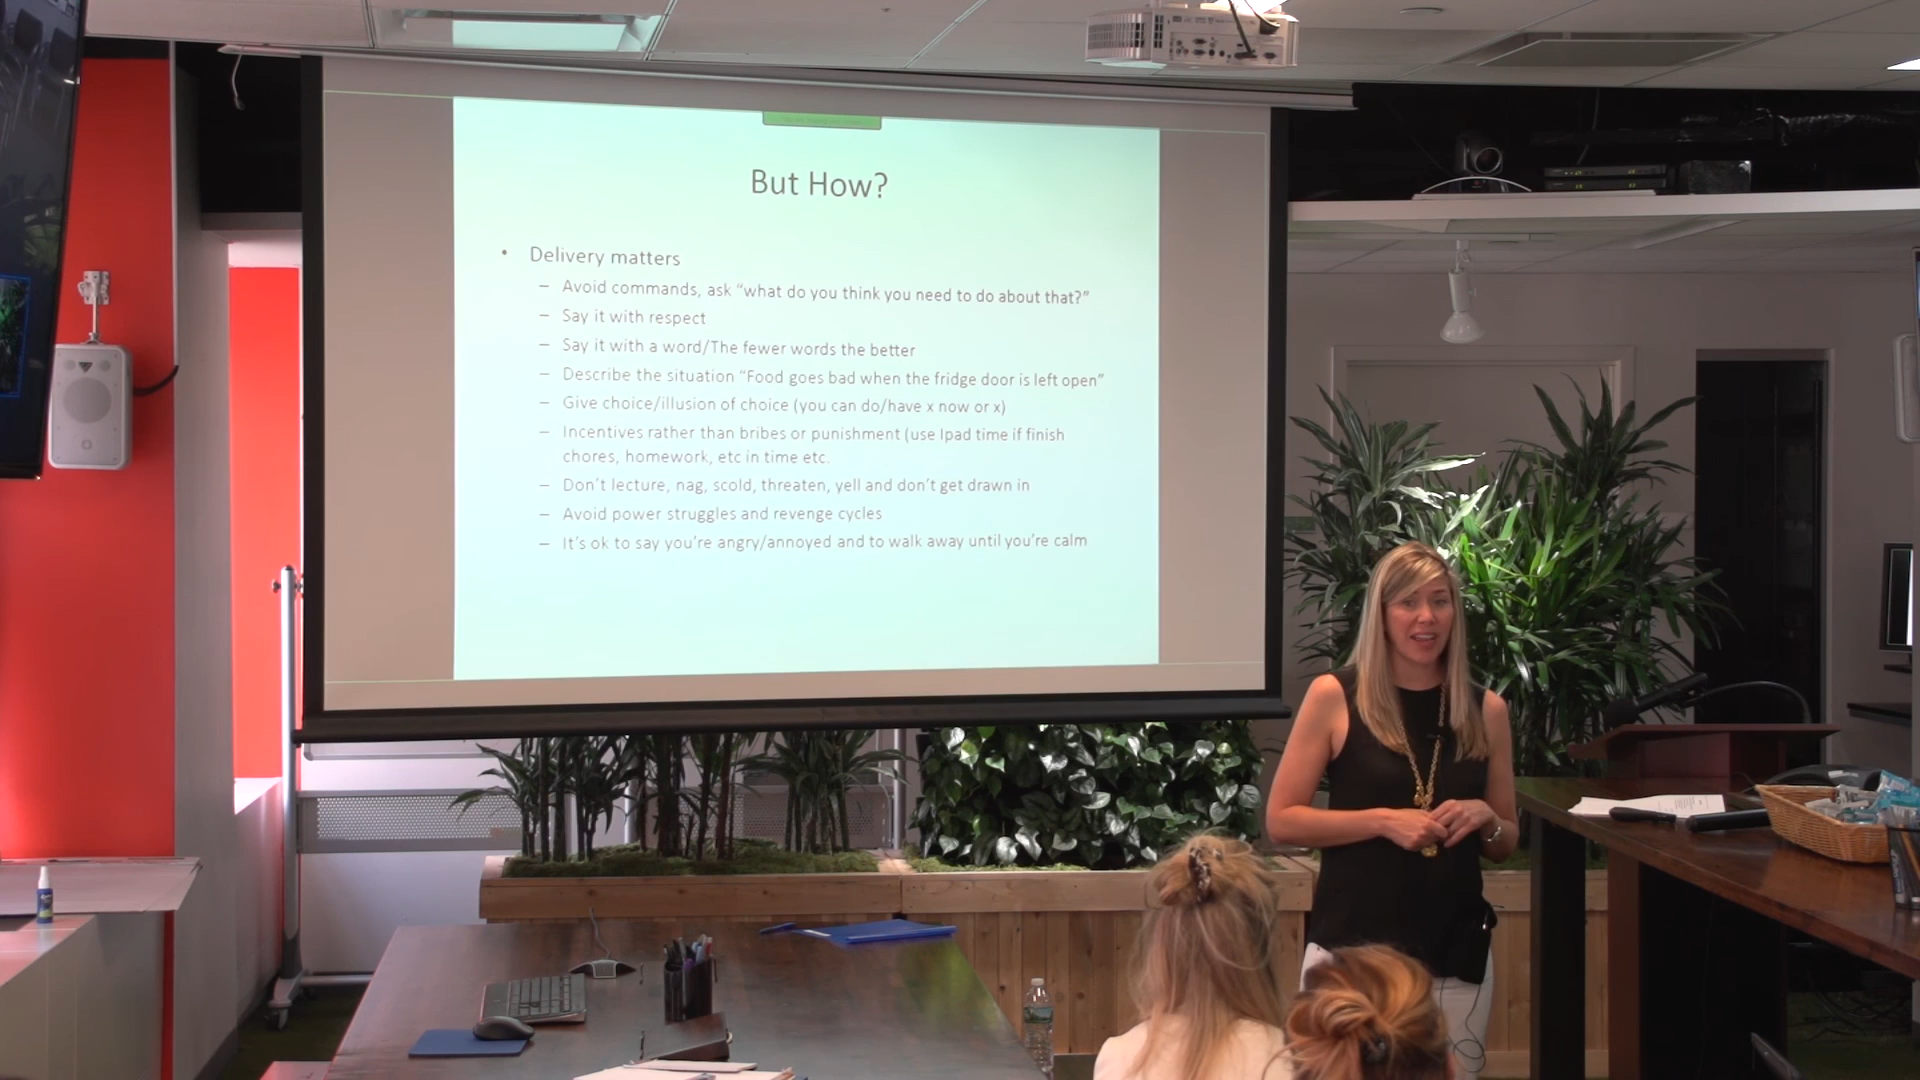 But How?
• Delivery matters
– Avoid commands, ask “what do you think you need to do about that?”
– Say it with respect
– Say it with a word/The fewer words the better
– Describe the situation “Food goes bad when the fridge door is left open”
– Give choice/illusion of choice (you can do/have x now or x)
– Incentives rather than bribes or punishment (use Ipad time if finish
chores, homework, etc in time etc.
– Don’t lecture, nag, scold, threaten, yell and don’t get drawn in
– Avoid power struggles and revenge cycles
– It’s ok to say you’re angry/annoyed and to walk away until you’re calm